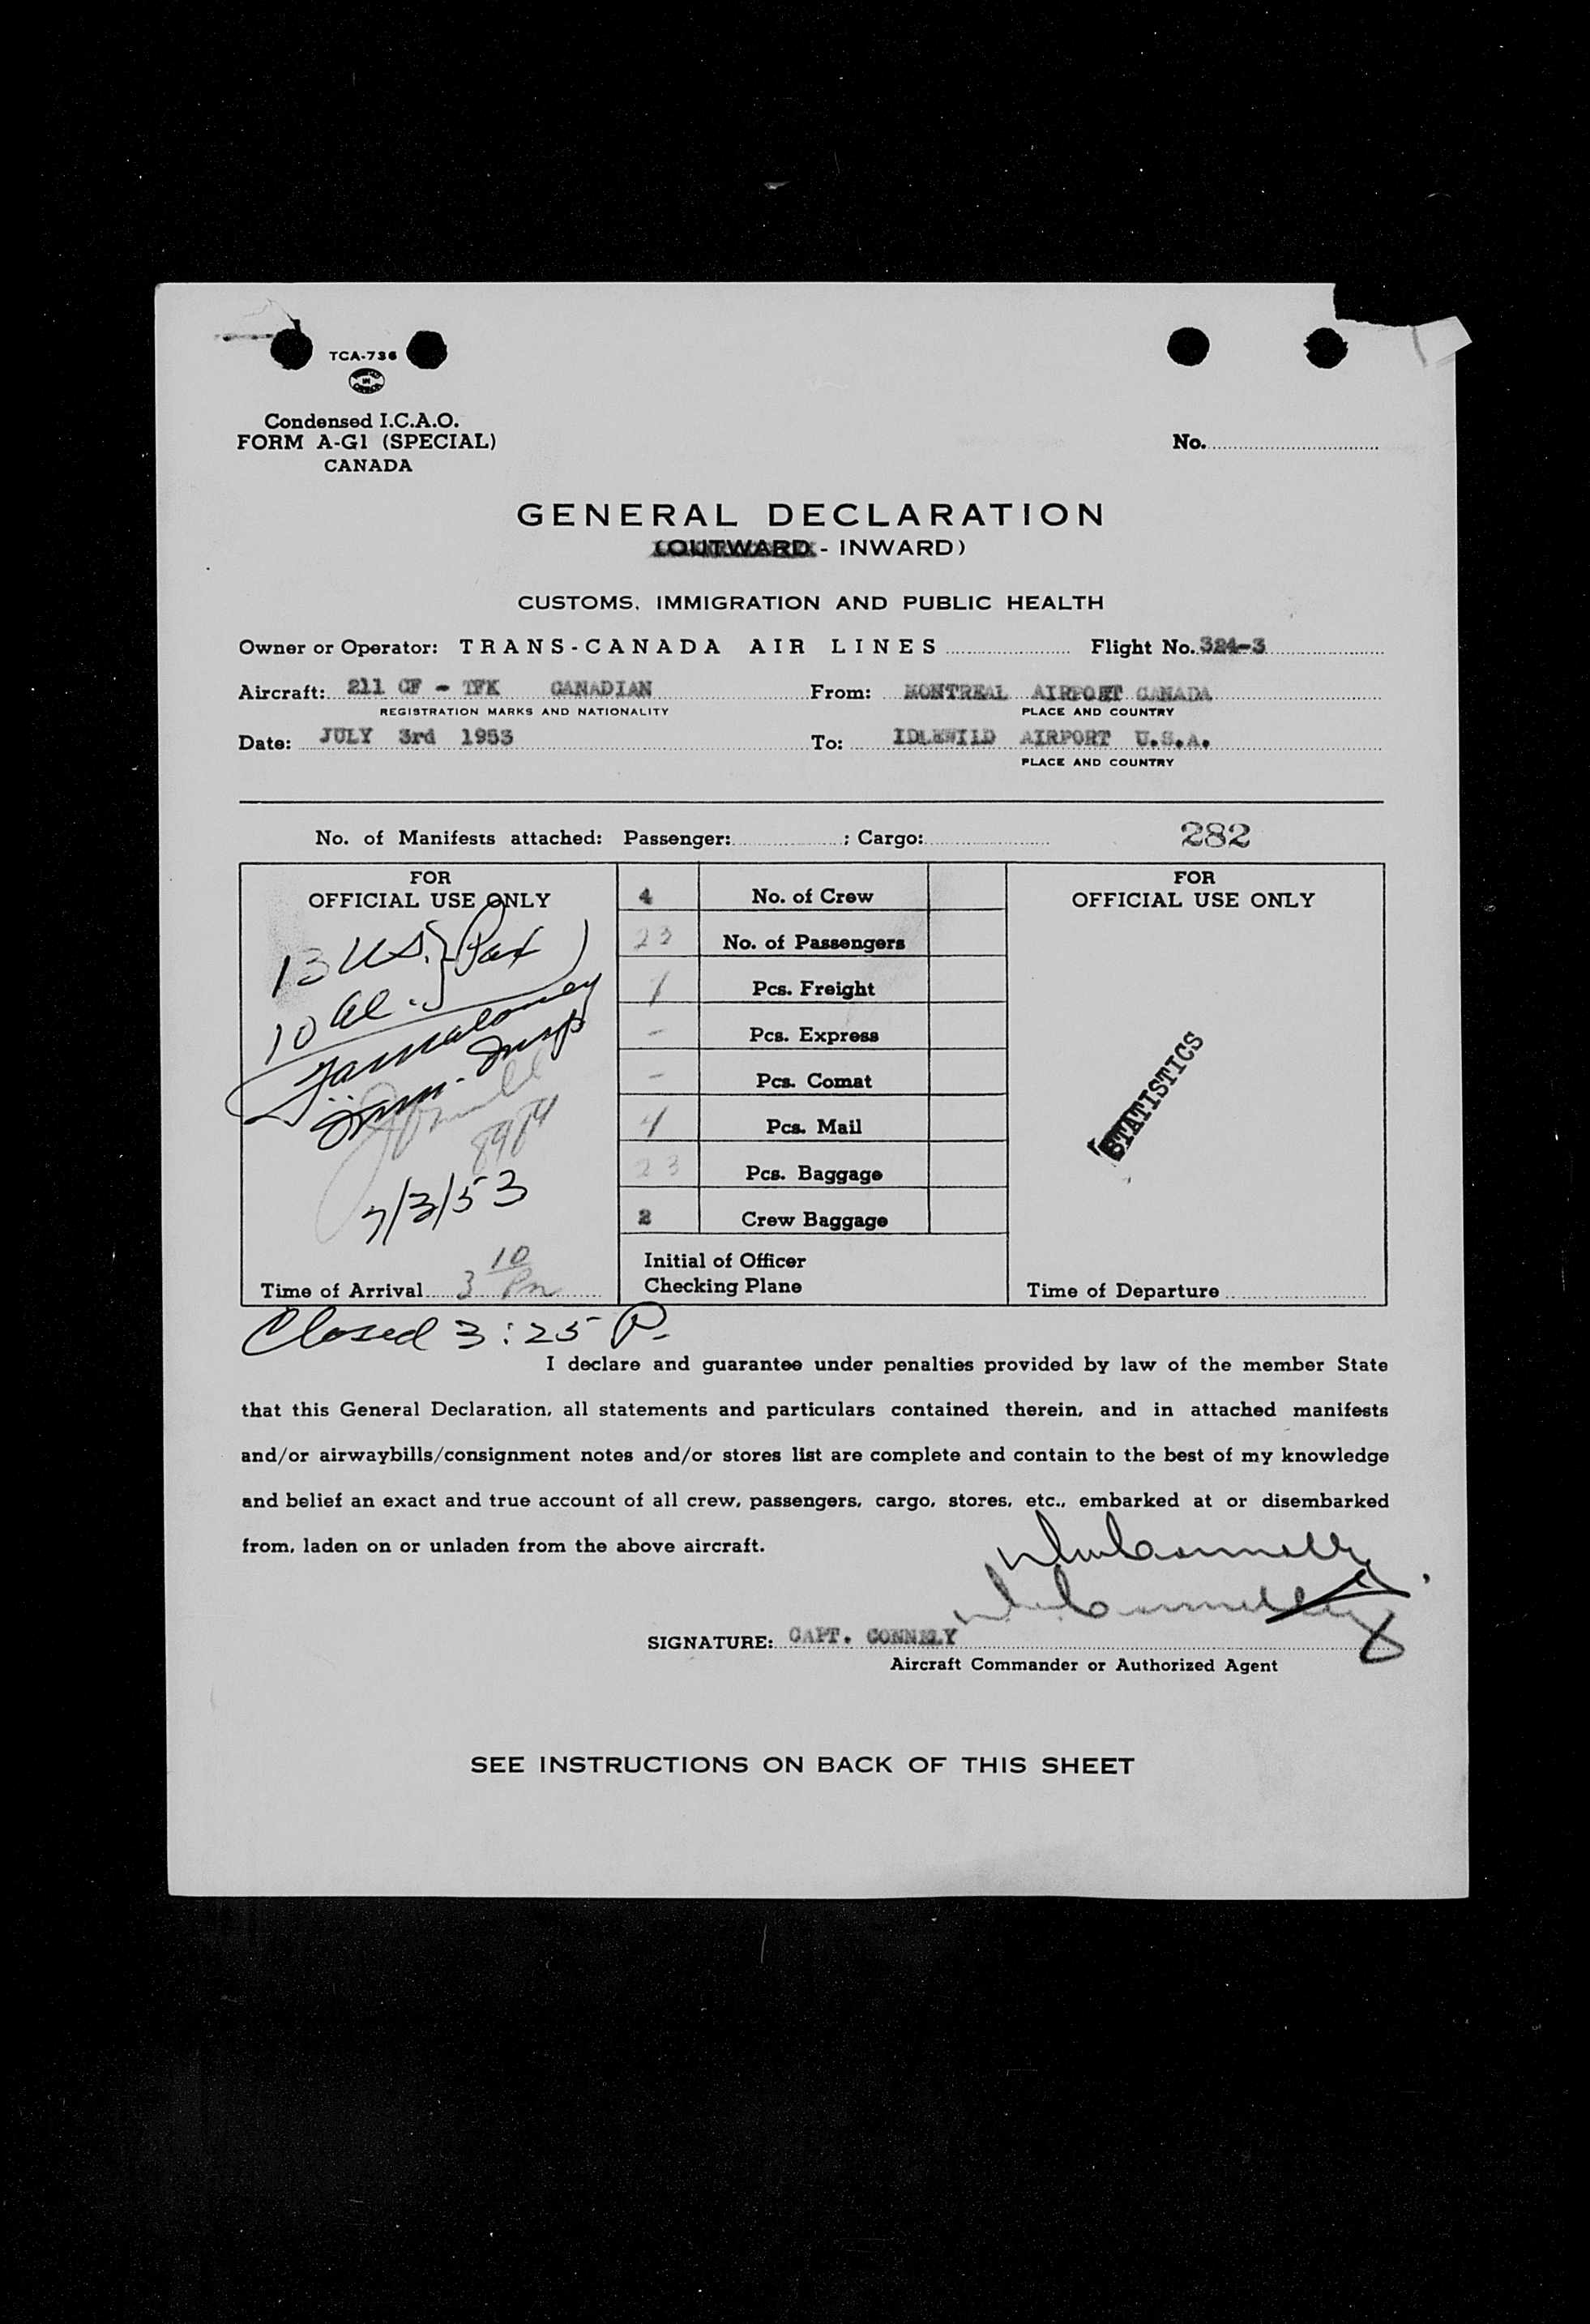 TCA-736
Condensed I.C.A.O.
FORM A-G1 (SPECIAL)
CANADA
No.
GENERAL DECLARATION
(OUTWARD - INWARD)
CUSTOMS, IMMIGRATION AND PUBLIC HEALTH
Owner or Operator: TRANS-CANADA AIR LINES Flight No. 324-3
Aircraft: 211 CF - TFK CANADIAN From: MONTREAL AIRPORT CANADA
REGISTRATION MARKS AND NATIONALITY PLACE AND COUNTRY
Date: JULY 3rd 1953 To: IDLEWILD AIRPORT U.S.A.
PLACE AND COUNTRY
No. of Manifests attached: Passenger: ; Cargo: 282
FOR
OFFICIAL USE ONLY
13 U.S. } Pax
10 al.
Imm. Insp
8984
7/3/53
Time of Arrival 3 10 Pm
4 No. of Crew
23 No. of Passengers
1 Pcs. Freight
- Pcs. Express
- Pcs. Comat
4 Pcs. Mail
23 Pcs. Baggage
2 Crew Baggage
Initial of Officer
Checking Plane
FOR
OFFICIAL USE ONLY
STATISTICS
Time of Departure
Closed 3:25 P.
I declare and guarantee under penalties provided by law of the member State
that this General Declaration, all statements and particulars contained therein, and in attached manifests
and/or airwaybills/consignment notes and/or stores list are complete and contain to the best of my knowledge
and belief an exact and true account of all crew, passengers, cargo, stores, etc., embarked at or disembarked
from, laden on or unladen from the above aircraft.
SIGNATURE: CAPT. CONNELY
Aircraft Commander or Authorized Agent
SEE INSTRUCTIONS ON BACK OF THIS SHEET